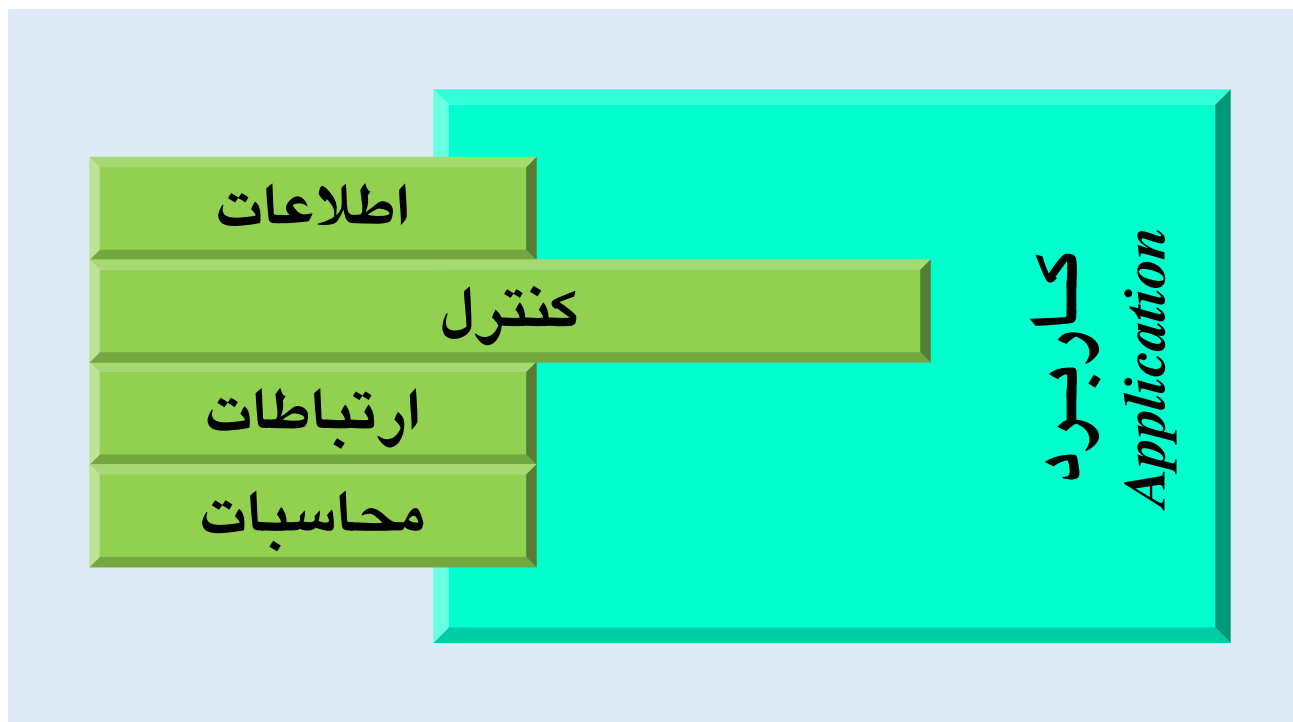 اطلاعات
کنترل
ارتباطات
محاسبات
کاربرد
Application